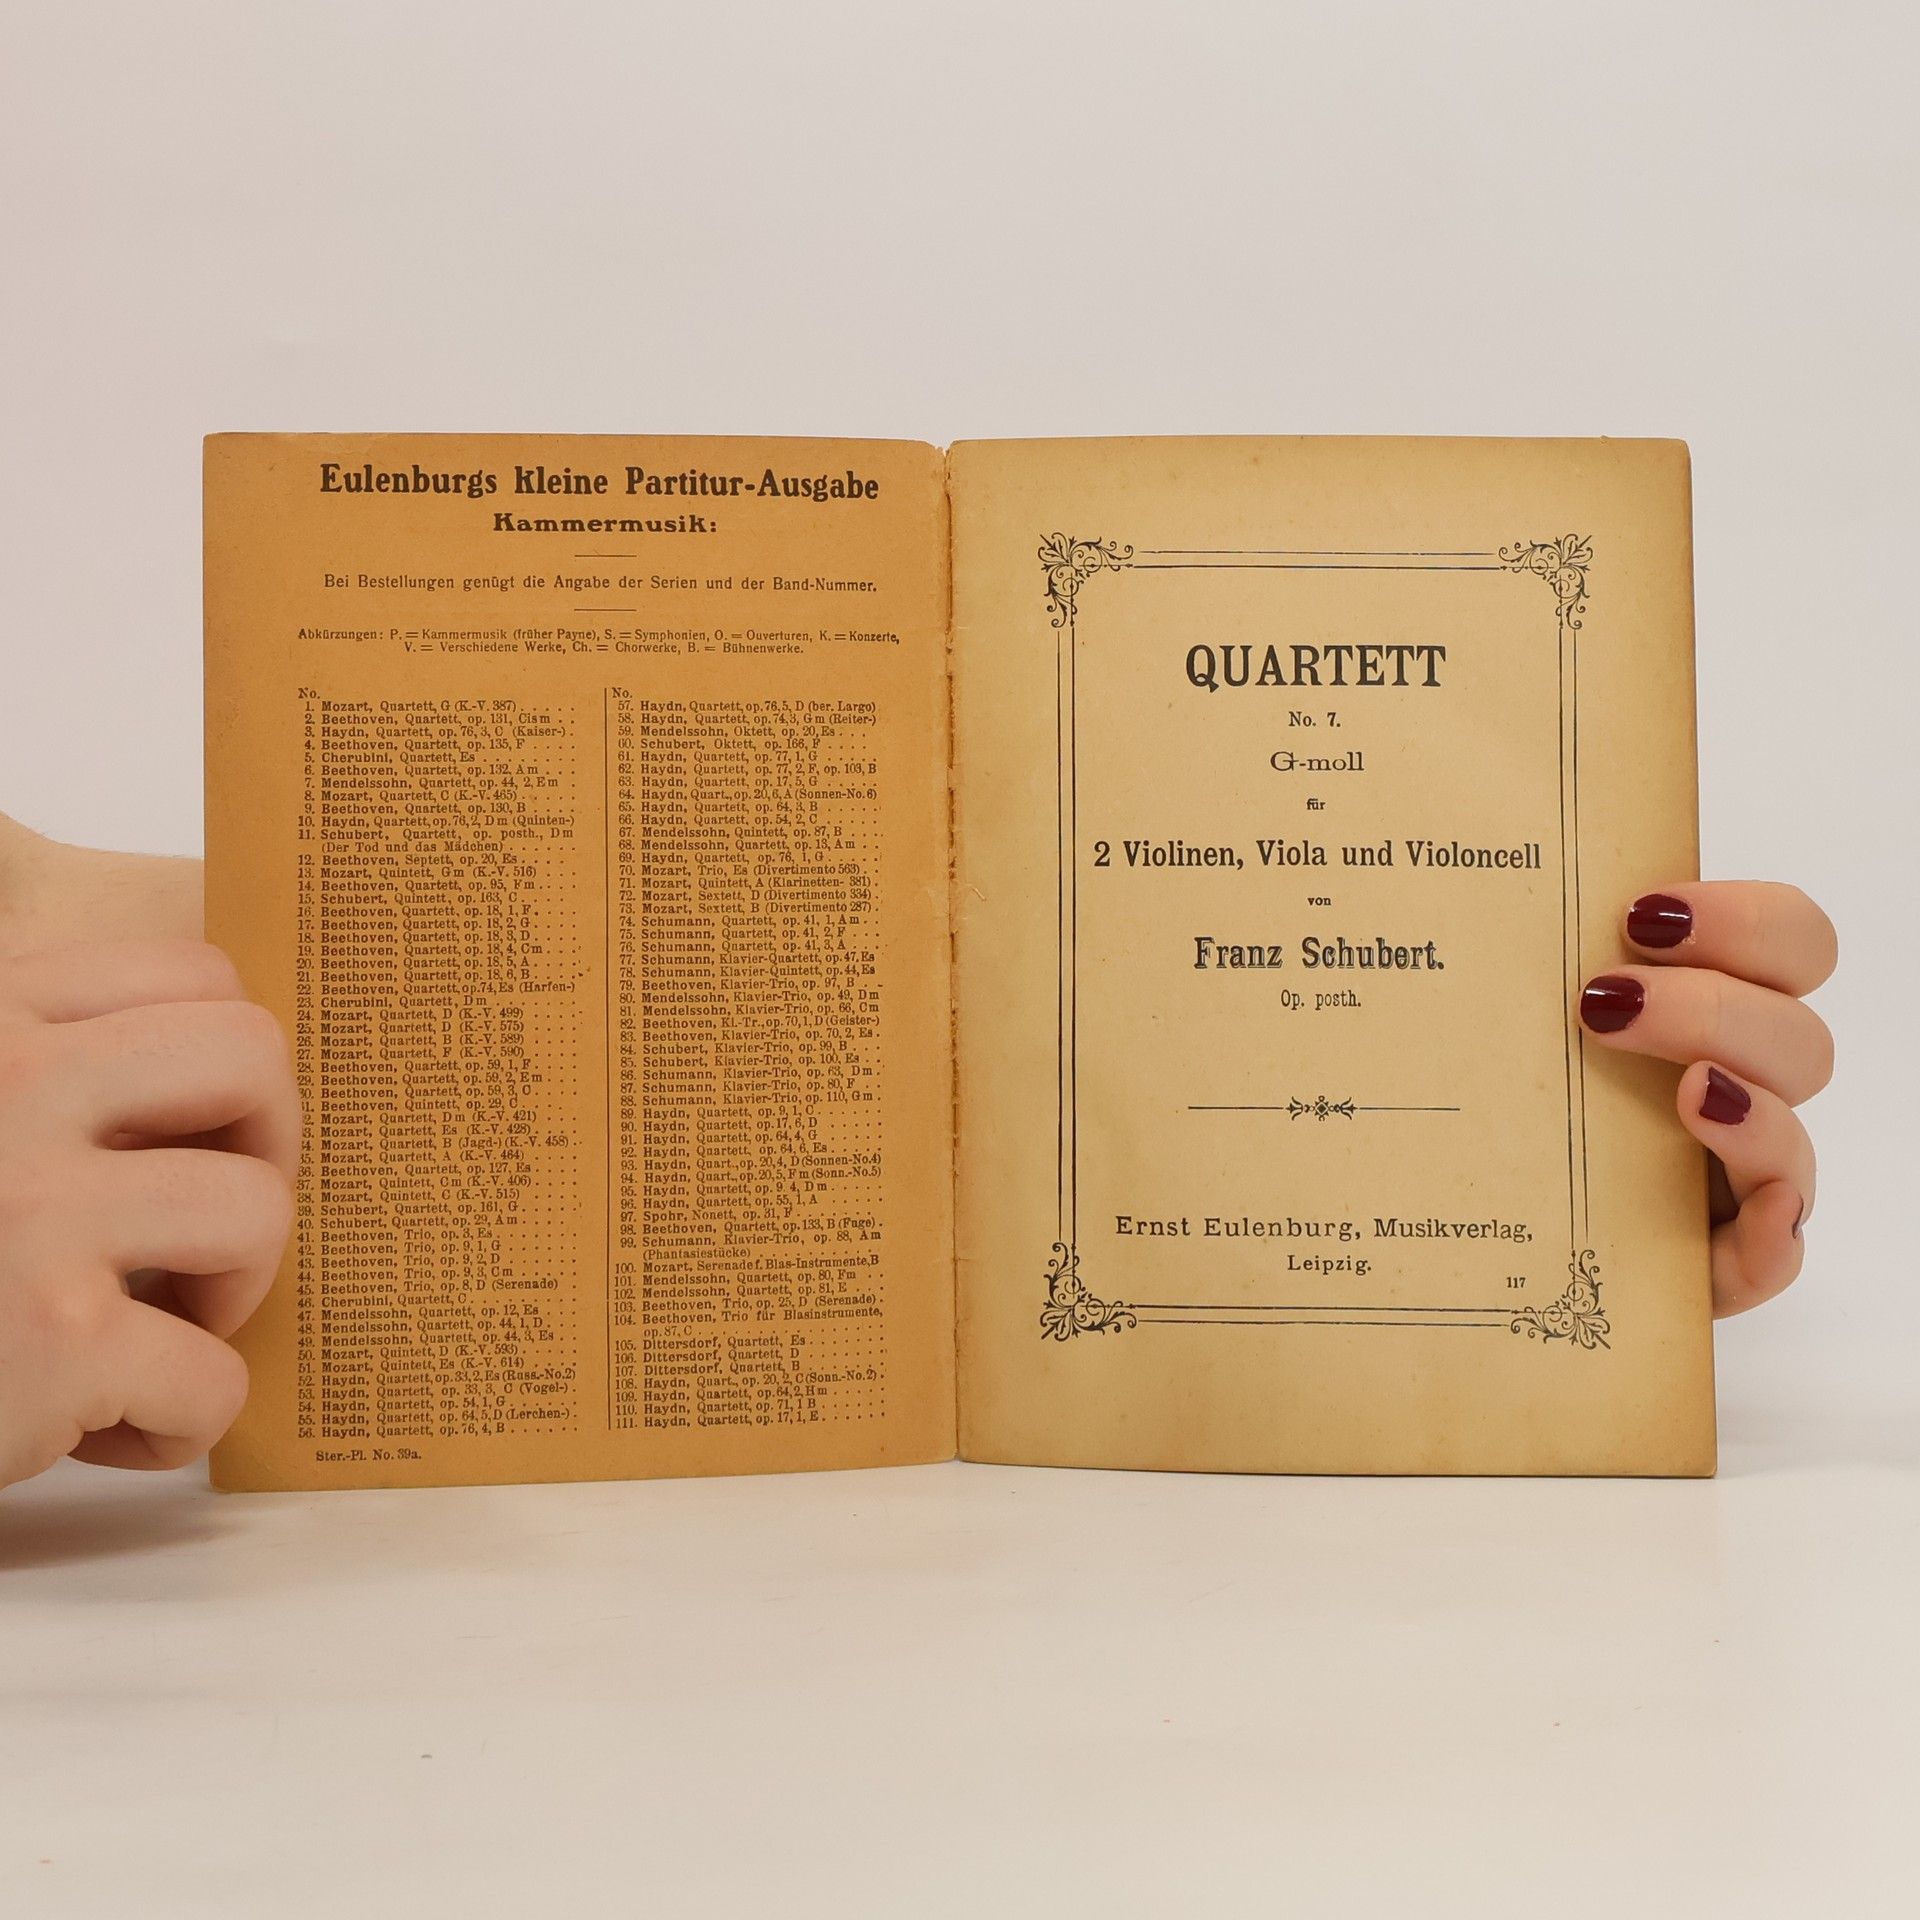 Eulenburgs kleine Partitur-Ausgabe
Kammermusik:
Bei Bestellungen genügt die Angabe der Serien und der Band-Nummer.
Abkürzungen: P. = Kammermusik (früher Payne), S. = Symphonien, O. = Ouverturen, K. = Konzerte,
V. = Verschiedene Werke, Ch. = Chorwerke, B. = Bühnenwerke.
No.
1. Mozart, Quartett, G (K.-V. 387) . . . . .
2. Beethoven, Quartett, op. 131, Cis m . .
3. Haydn, Quartett, op. 76, 3, C (Kaiser-) .
4. Beethoven, Quartett, op. 135, F . . . .
5. Cherubini, Quartett, Es . . . . . . . .
6. Beethoven, Quartett, op. 132, Am . . .
7. Mendelssohn, Quartett, op. 44, 2, Em .
8. Mozart, Quartett, C (K.-V. 465) . . . . .
9. Beethoven, Quartett, op. 130, B . . . .
10. Haydn, Quartett, op. 76, 2, Dm (Quinten-)
11. Schubert, Quartett, op. posth., Dm
(Der Tod und das Mädchen) . . . . . .
12. Beethoven, Septett, op. 20, Es . . . .
13. Mozart, Quintett, Gm (K.-V. 516) . . .
14. Beethoven, Quartett, op. 95, Fm . . . .
15. Schubert, Quintett, op. 163, C . . . . .
16. Beethoven, Quartett, op. 18, 1, F . . . .
17. Beethoven, Quartett, op. 18, 2, G . . . .
18. Beethoven, Quartett, op. 18, 3, D . . . .
19. Beethoven, Quartett, op. 18, 4, Cm . . .
20. Beethoven, Quartett, op. 18, 5, A . . . .
21. Beethoven, Quartett, op. 18, 6, B . . . .
22. Beethoven, Quartett, op. 74, Es (Harfen-)
23. Cherubini, Quartett, Dm . . . . . . .
24. Mozart, Quartett, D (K.-V. 499) . . . .
25. Mozart, Quartett, D (K.-V. 575) . . . .
26. Mozart, Quartett, B (K.-V. 589) . . . .
27. Mozart, Quartett, F (K.-V. 590) . . . .
28. Beethoven, Quartett, op. 59, 1, F . . . .
29. Beethoven, Quartett, op. 59, 2, Em . . .
30. Beethoven, Quartett, op. 59, 3, C . . . .
31. Beethoven, Quintett, op. 29, C . . . .
32. Mozart, Quartett, Dm (K.-V. 421) . . .
33. Mozart, Quartett, Es (K.-V. 428) . . . .
34. Mozart, Quartett, B (Jagd-) (K.-V. 458) . .
35. Mozart, Quartett, A (K.-V. 464) . . . .
36. Beethoven, Quartett, op. 127, Es . . . .
37. Mozart, Quintett, Cm (K.-V. 406) . . . .
38. Mozart, Quintett, C (K.-V. 515) . . . .
39. Schubert, Quartett, op. 161, G . . . . .
40. Schubert, Quartett, op. 29, Am . . . .
41. Beethoven, Trio, op. 3, Es . . . . . .
42. Beethoven, Trio, op. 9, 1, G . . . . . .
43. Beethoven, Trio, op. 9, 2, D . . . . . .
44. Beethoven, Trio, op. 9, 3, Cm . . . . .
45. Beethoven, Trio, op. 8, D (Serenade) .
46. Cherubini, Quartett, C . . . . . . . .
47. Mendelssohn, Quartett, op. 12, Es . . .
48. Mendelssohn, Quartett, op. 44, 1, D . . .
49. Mendelssohn, Quartett, op. 44, 3, Es . .
50. Mozart, Quintett, D (K.-V. 593) . . . .
51. Mozart, Quintett, Es (K.-V. 614) . . . .
52. Haydn, Quartett, op. 33, 2, Es (Russ.-No.2)
53. Haydn, Quartett, op. 33, 3, C (Vogel-) .
54. Haydn, Quartett, op. 54, 1, G . . . . .
55. Haydn, Quartett, op. 64, 5, D (Lerchen-) .
56. Haydn, Quartett, op. 76, 4, B . . . . . .
Ster.-Pl. No. 39a.
No.
57. Haydn, Quartett, op. 76, 5, D (ber. Largo)
58. Haydn, Quartett, op. 74, 3, Gm (Reiter-)
59. Mendelssohn, Oktett, op. 20, Es . . .
60. Schubert, Oktett, op. 166, F . . . .
61. Haydn, Quartett, op. 77, 1, G . . . . .
62. Haydn, Quartett, op. 77, 2, F, op. 103, B
63. Haydn, Quartett, op. 17, 5, G . . . . .
64. Haydn, Quart., op. 20, 6, A (Sonnen-No. 6)
65. Haydn, Quartett, op. 64, 3, B . . . . .
66. Haydn, Quartett, op. 54, 2, C . . . . .
67. Mendelssohn, Quintett, op. 87, B . . . .
68. Mendelssohn, Quartett, op. 13, Am . .
69. Haydn, Quartett, op. 76, 1, G . . . . .
70. Mozart, Trio, Es (Divertimento 563) . .
71. Mozart, Quintett, A (Klarinetten- 381) .
72. Mozart, Sextett, D (Divertimento 334) .
73. Mozart, Sextett, B (Divertimento 287) .
74. Schumann, Quartett, op. 41, 1, Am . .
75. Schumann, Quartett, op. 41, 2, F . . .
76. Schumann, Quartett, op. 41, 3, A . . . .
77. Schumann, Klavier-Quartett, op. 47, Es
78. Schumann, Klavier-Quintett, op. 44, Es
79. Beethoven, Klavier-Trio, op. 97, B . .
80. Mendelssohn, Klavier-Trio, op. 49, Dm
81. Mendelssohn, Klavier-Trio, op. 66, Cm
82. Beethoven, Kl.-Tr., op. 70, 1, D (Geister-)
83. Beethoven, Klavier-Trio, op. 70, 2, Es .
84. Schubert, Klavier-Trio, op. 99, B . . .
85. Schubert, Klavier-Trio, op. 100, Es . .
86. Schumann, Klavier-Trio, op. 63, Dm .
87. Schumann, Klavier-Trio, op. 80, F . .
88. Schumann, Klavier-Trio, op. 110, Gm .
89. Haydn, Quartett, op. 9, 1, C . . . . .
90. Haydn, Quartett, op. 17, 6, D . . . . .
91. Haydn, Quartett, op. 64, 4, G . . . . .
92. Haydn, Quartett, op. 64, 6, Es . . . . .
93. Haydn, Quart., op. 20, 4, D (Sonnen-No. 4)
94. Haydn, Quart., op. 20, 5, Fm (Sonn.-No. 5)
95. Haydn, Quartett, op. 9, 4, Dm . . . . .
96. Haydn, Quartett, op. 55, 1, A . . . . .
97. Spohr, Nonett, op. 31, F . . . . . . . .
98. Beethoven, Quartett, op. 133, B (Fuge) .
99. Schumann, Klavier-Trio, op. 88, Am
(Phantasiestücke) . . . . . . . . . .
100. Mozart, Serenade f. Blas-Instrumente, B
101. Mendelssohn, Quartett, op. 80, Fm . .
102. Mendelssohn, Quartett, op. 81, E . . .
103. Beethoven, Trio, op. 25, D (Serenade) .
104. Beethoven, Trio für Blasinstrumente,
op. 87, C . . . . . . . . . . . . .
105. Dittersdorf, Quartett, Es . . . . . .
106. Dittersdorf, Quartett, D . . . . . .
107. Dittersdorf, Quartett, B . . . . . . .
108. Haydn, Quart., op. 20, 2, C (Sonn.-No. 2) .
109. Haydn, Quartett, op. 64, 2, Hm . . . .
110. Haydn, Quartett, op. 71, 1 B . . . . .
111. Haydn, Quartett, op. 17, 1, E . . . . . .
QUARTETT
No. 7.
G-moll
für
2 Violinen, Viola und Violoncell
von
Franz Schubert.
Op. posth.
Ernst Eulenburg, Musikverlag,
Leipzig.
117